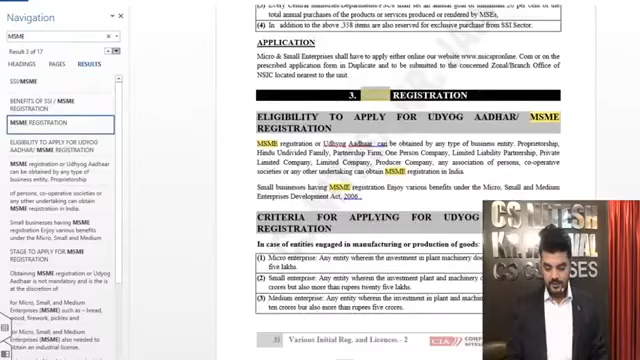 Navigation
MSME
Result 3 of 17
HEADINGS PAGES RESULTS
SSI/MSME
BENEFITS OF SSI / MSME
REGISTRATION
MSME REGISTRATION
ELIGIBILITY TO APPLY FOR UDYOG
AADHAR/ MSME REGISTRATION
MSME registration or Udhyog Aadhar
can be obtained by any type of
business entity: Proprietorship
of persons, co-operative societies or
any other undertaking can obtain
MSME registration in India.
Small businesses having MSME
registration Enjoy various benefits
under the Micro, Small and Medium
STAGE TO APPLY FOR MSME
REGISTRATION
Obtaining MSME registration or Udyog
Aadhar is not mandatory and is the is
at the discretion of
for Micro, Small, and Medium
Enterprises (MSME) such as – bread,
wood, firework, pickles and
for Micro, Small and Medium
Enterprises (MSME) also needed to
obtain an industrial license.
total annual purchases of the products or services produced or rendered by MSEs,
(4) In addition to the above ,358 items are also reserved for exclusive purchase from SSI Sector.
APPLICATION
Micro & Small Enterprises shall have to apply either online our website www.msicaponline. Com or on the
prescribed application form in Duplicate and to be submitted to the concerned Zonal/Branch Office of
NSIC located nearest to the unit.
3. REGISTRATION
ELIGIBILITY TO APPLY FOR UDYOG AADHAR/ MSME
REGISTRATION
MSME registration or Udhyog Aadhar can be obtained by any type of business entity: Proprietorship,
Hindu Undivided Family, Partnership Firm, One Person Company, Limited Liability Partnership, Private
Limited Company, Limited Company, Producer Company, any association of persons, co-operative
societies or any other undertaking can obtain MSME registration in India.
Small businesses having MSME registration Enjoy various benefits under the Micro, Small and Medium
Enterprises Development Act, 2006 .
CRITERIA FOR APPLYING FOR UDYOG
REGISTRATION
In case of entities engaged in manufacturing or production of goods:
(1) Micro enterprise: Any entity wherein the investment plant and machinery
five lakhs.
(2) Small enterprise: Any entity wherein the investment in plant and machinery
crores but also more than rupees twenty five lakhs.
(3) Medium enterprise: Any entity wherein the investment in plant and machinery
ten crores but also more than rupees five crores.
31 Various Initial Reg. and Licences - 2